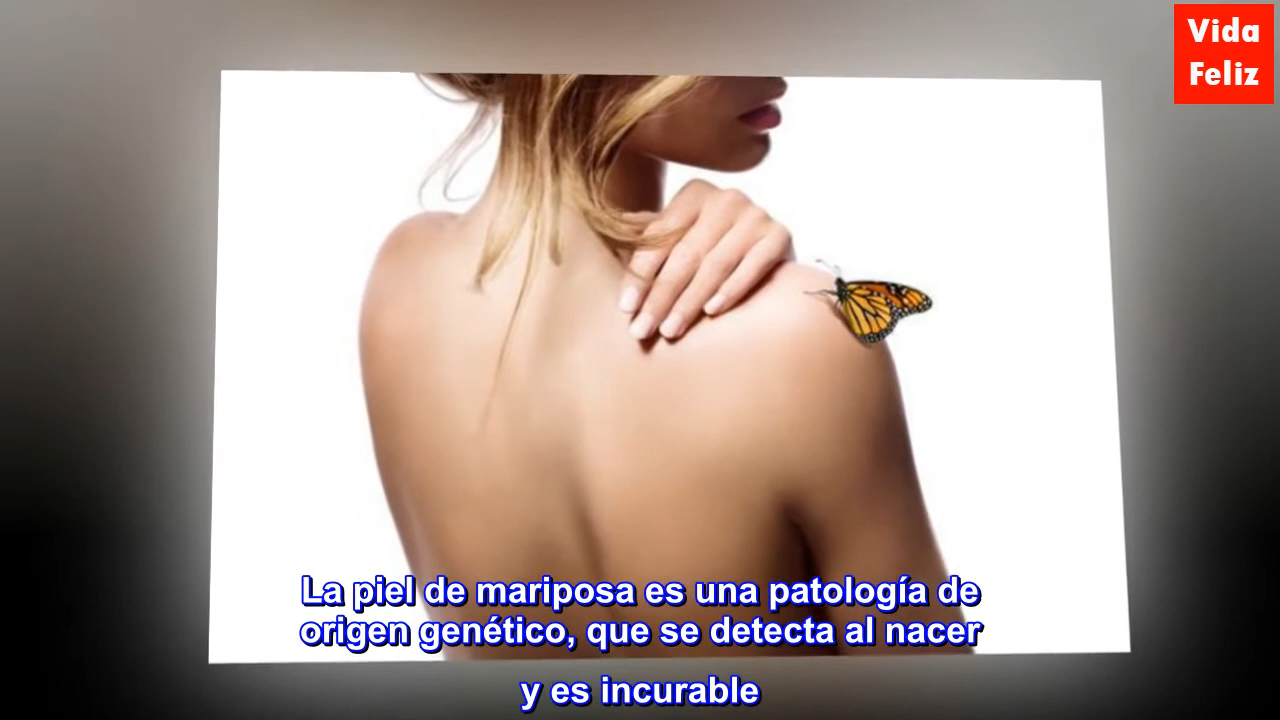 Vida
Feliz
La piel de mariposa es una patología de
origen genético, que se detecta al nacer
y es incurable